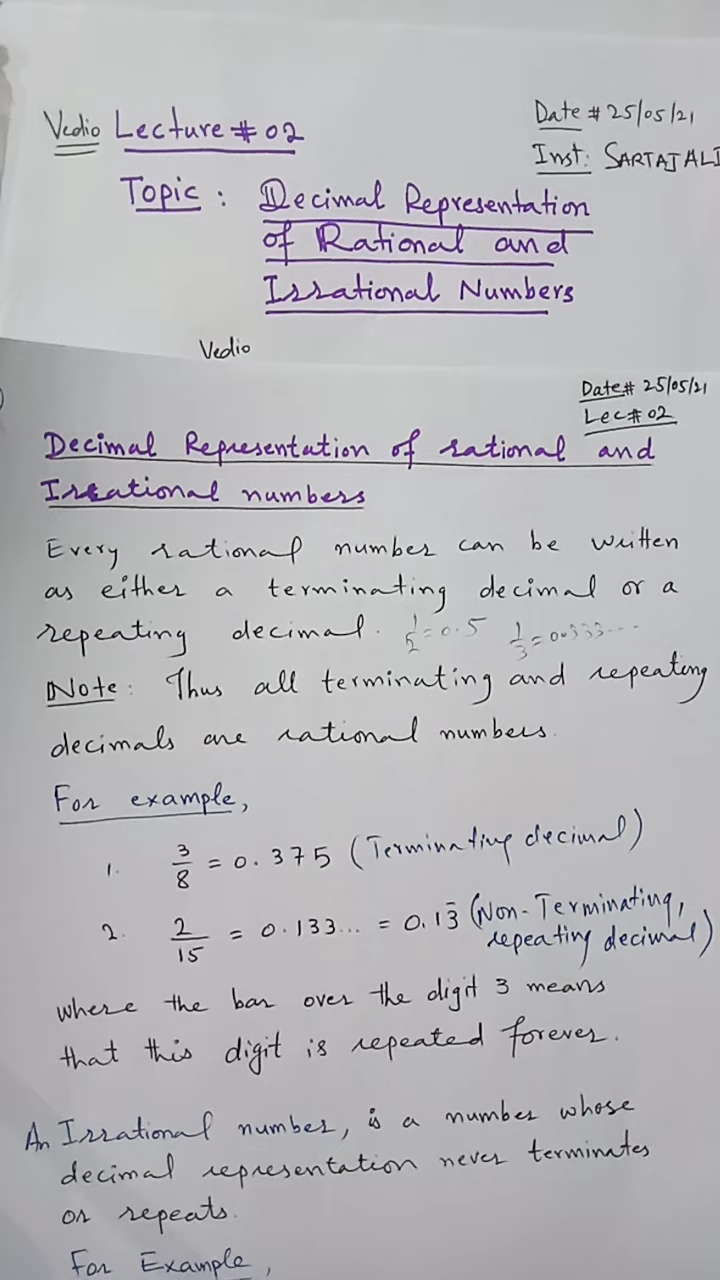 Vedio Lecture # 02
Date # 25/05/21
Inst: SARTAJ ALI
Topic : Decimal Representation
of Rational and
Irrational Numbers
Vedio
Date# 25/05/21
Lec# 02
Decimal Representation of rational and
Irrational numbers
Every rational number can be written
as either a terminating decimal or a
repeating decimal. 1/2 = 0.5 1/3 = 0.333...
Note: Thus all terminating and repeating
decimals are rational numbers.
For example,
1. 3/8 = 0.375 (Terminating decimal)
2. 2/15 = 0.133... = 0.13̄ (Non-Terminating,
repeating decimal)
where the bar over the digit 3 means
that this digit is repeated forever.
An Irrational number, is a number whose
decimal representation never terminates
or repeats.
For Example,